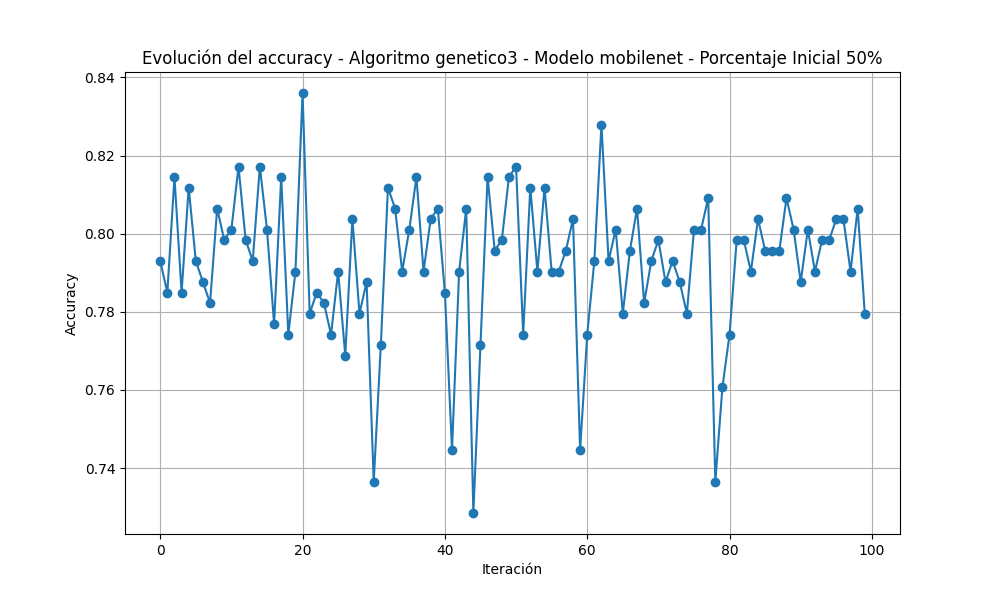 Evolución del accuracy - Algoritmo genetico3 - Modelo mobilenet - Porcentaje Inicial 50%
0.84
0.82
0.80
0.78
0.76
0.74
Accuracy
0 20 40 60 80 100
Iteración